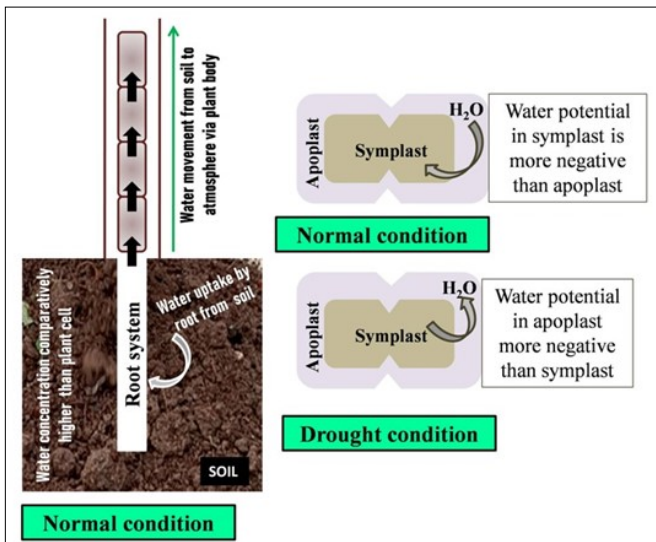 Water movement from soil to
atmosphere via plant body
Water concentration comparatively
higher than plant cell
Root system
Water uptake by
root from soil
SOIL
Normal condition
Apoplast
Symplast
H₂O
Water potential
in symplast is
more negative
than apoplast
Normal condition
Apoplast
Symplast
H₂O
Water potential
in apoplast
more negative
than symplast
Drought condition